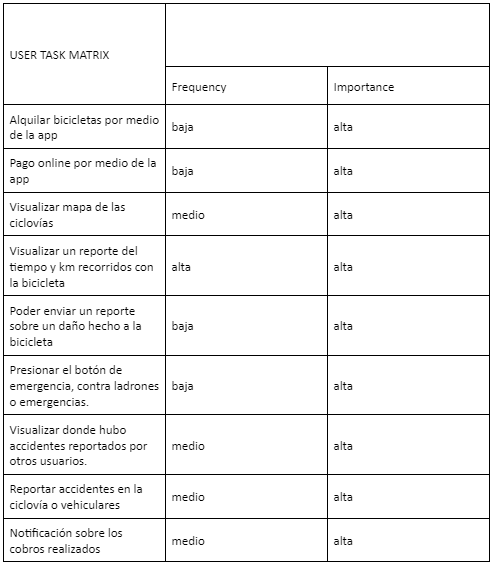 USER TASK MATRIX
Frequency
Importance
Alquilar bicicletas por medio
de la app
baja
alta
Pago online por medio de la
app
baja
alta
Visualizar mapa de las
ciclovías
medio
alta
Visualizar un reporte del
tiempo y km recorridos con
la bicicleta
alta
alta
Poder enviar un reporte
sobre un daño hecho a la
bicicleta
baja
alta
Presionar el botón de
emergencia, contra ladrones
o emergencias.
baja
alta
Visualizar donde hubo
accidentes reportados por
otros usuarios.
medio
alta
Reportar accidentes en la
ciclovía o vehiculares
medio
alta
Notificación sobre los
cobros realizados
medio
alta